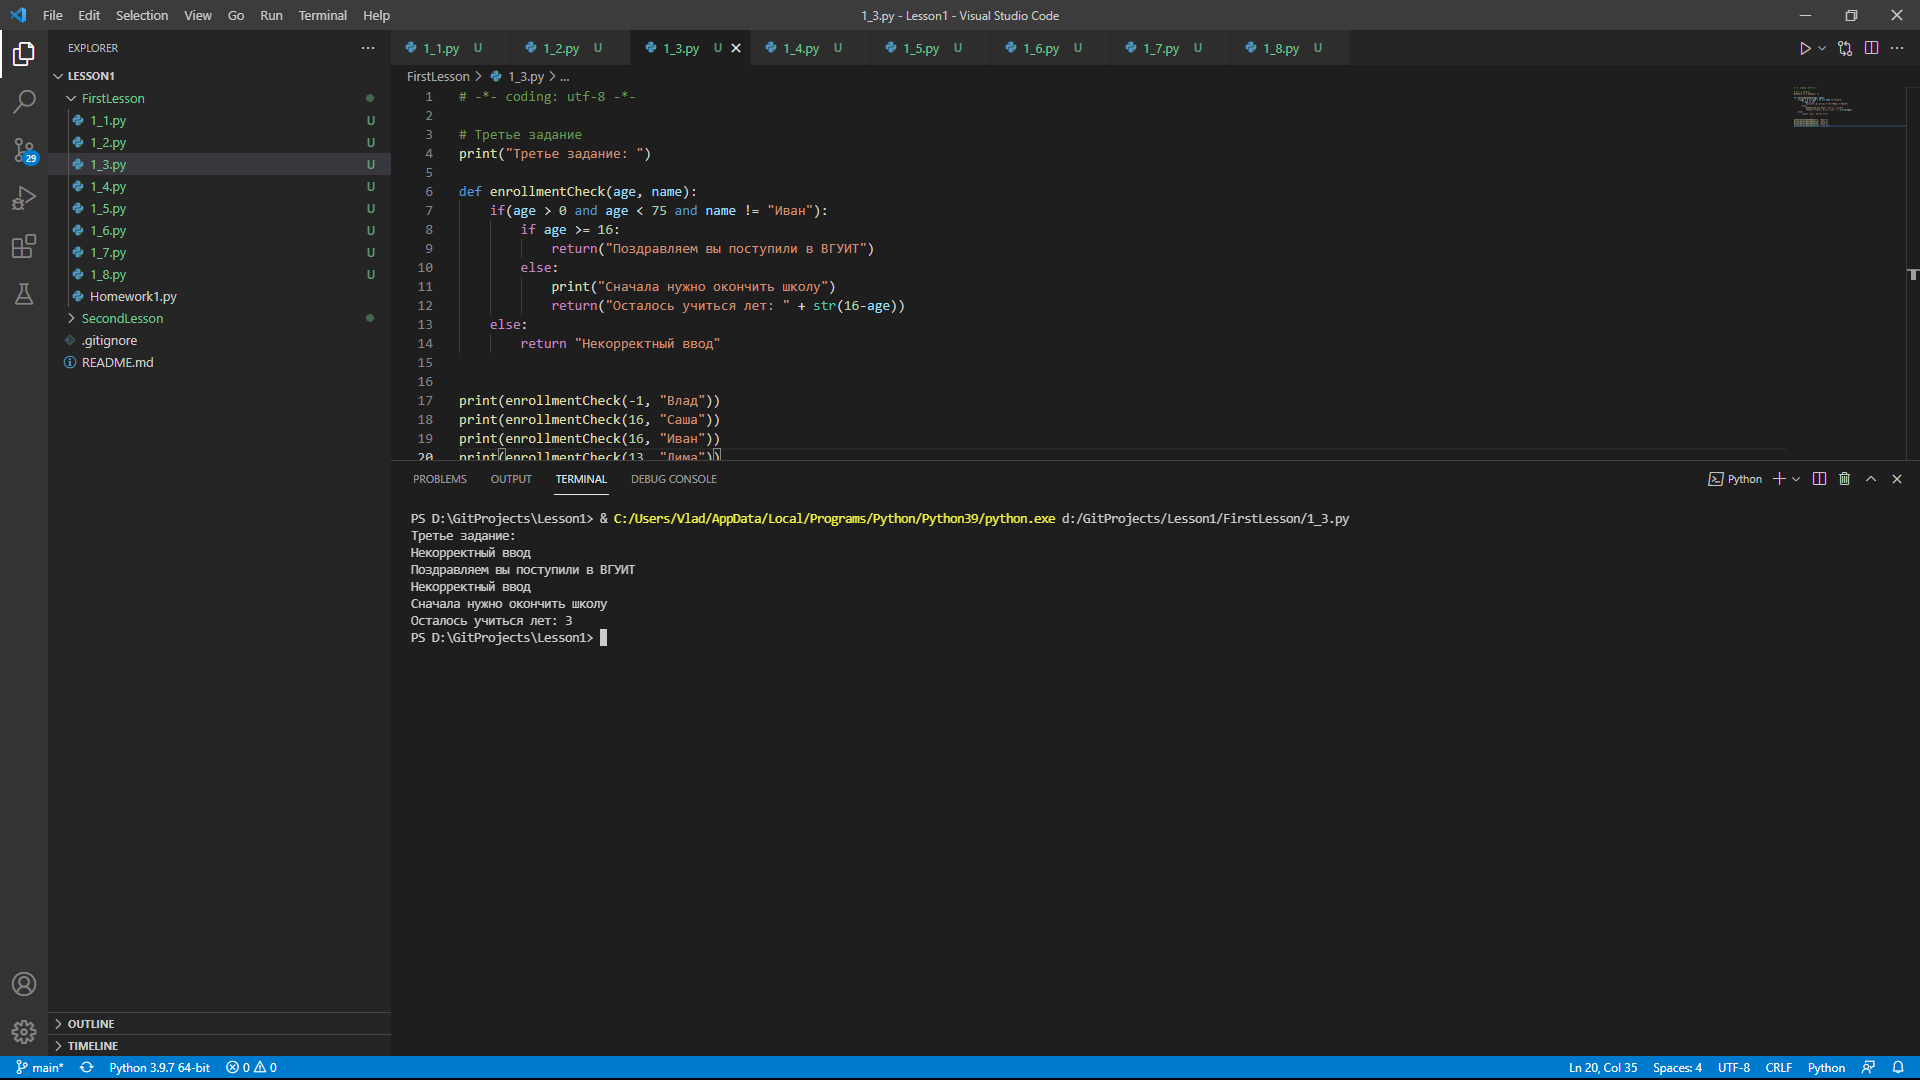 File Edit Selection View Go Run Terminal Help
1_3.py - Lesson1 - Visual Studio Code
EXPLORER
LESSON1
FirstLesson
1_1.py U
1_2.py U
1_3.py U
1_4.py U
1_5.py U
1_6.py U
1_7.py U
1_8.py U
Homework1.py
SecondLesson
.gitignore
README.md
29
OUTLINE
TIMELINE
1_1.py U 1_2.py U 1_3.py U 1_4.py U 1_5.py U 1_6.py U 1_7.py U 1_8.py U
FirstLesson > 1_3.py > ...
1 # -*- coding: utf-8 -*-
2
3 # Третье задание
4 print("Третье задание: ")
5
6 def enrollmentCheck(age, name):
7 if(age > 0 and age < 75 and name != "Иван"):
8 if age >= 16:
9 return("Поздравляем вы поступили в ВГУИТ")
10 else:
11 print("Сначала нужно окончить школу")
12 return("Осталось учиться лет: " + str(16-age))
13 else:
14 return "Некорректный ввод"
15
16
17 print(enrollmentCheck(-1, "Влад"))
18 print(enrollmentCheck(16, "Саша"))
19 print(enrollmentCheck(16, "Иван"))
20 print(enrollmentCheck(13, "Дима"))
PROBLEMS OUTPUT TERMINAL DEBUG CONSOLE
Python
PS D:\GitProjects\Lesson1> & C:/Users/Vlad/AppData/Local/Programs/Python/Python39/python.exe d:/GitProjects/Lesson1/FirstLesson/1_3.py
Третье задание:
Некорректный ввод
Поздравляем вы поступили в ВГУИТ
Некорректный ввод
Сначала нужно окончить школу
Осталось учиться лет: 3
PS D:\GitProjects\Lesson1>
main* Python 3.9.7 64-bit 0 0
Ln 20, Col 35 Spaces: 4 UTF-8 CRLF Python